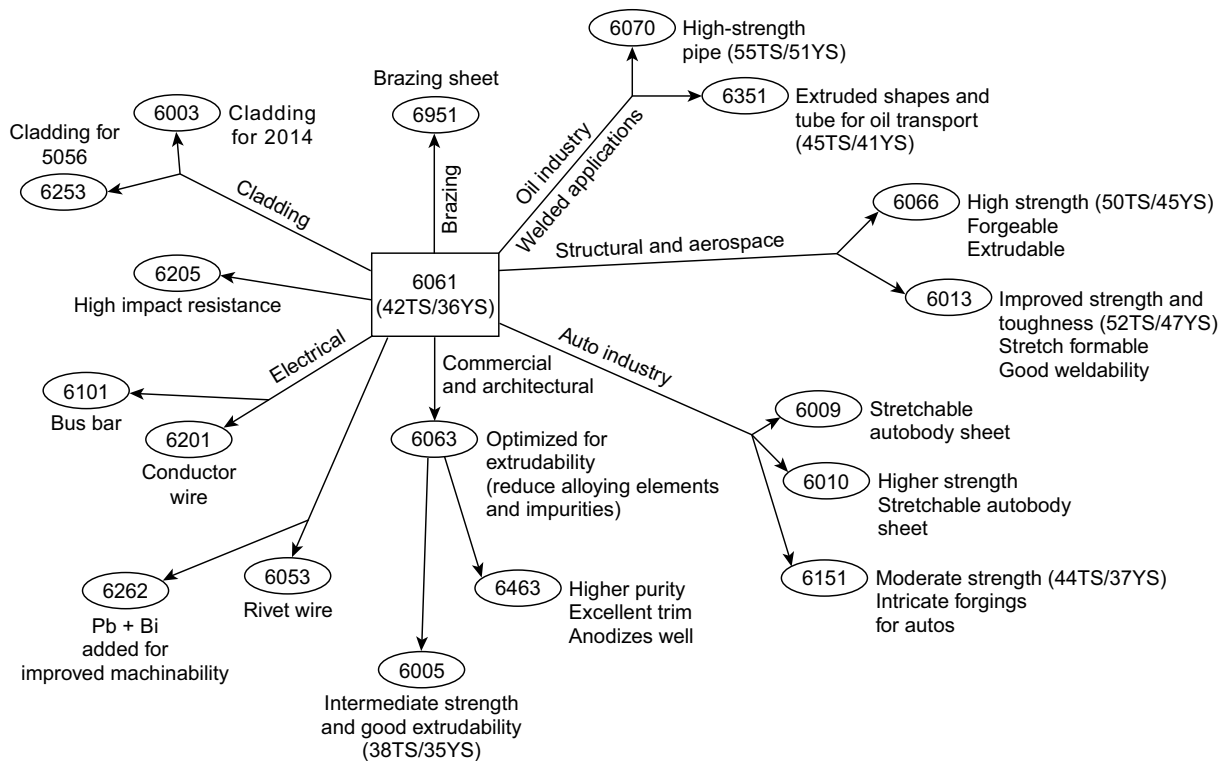 6070
High-strength
pipe (55TS/51YS)
Brazing sheet
6951
6351
Extruded shapes and
tube for oil transport
(45TS/41YS)
6003
Cladding
for 2014
Cladding for
5056
6253
Cladding
Brazing
Oil industry
Welded applications
6066
High strength (50TS/45YS)
Forgeable
Extrudable
Structural and aerospace
6205
High impact resistance
6061
(42TS/36YS)
6013
Improved strength and
toughness (52TS/47YS)
Stretch formable
Good weldability
Electrical
Commercial
and architectural
Auto industry
6101
Bus bar
6201
Conductor
wire
6063
Optimized for
extrudability
(reduce alloying elements
and impurities)
6009
Stretchable
autobody sheet
6010
Higher strength
Stretchable autobody
sheet
6262
Pb + Bi
added for
improved machinability
6053
Rivet wire
6463
Higher purity
Excellent trim
Anodizes well
6151
Moderate strength (44TS/37YS)
Intricate forgings
for autos
6005
Intermediate strength
and good extrudability
(38TS/35YS)